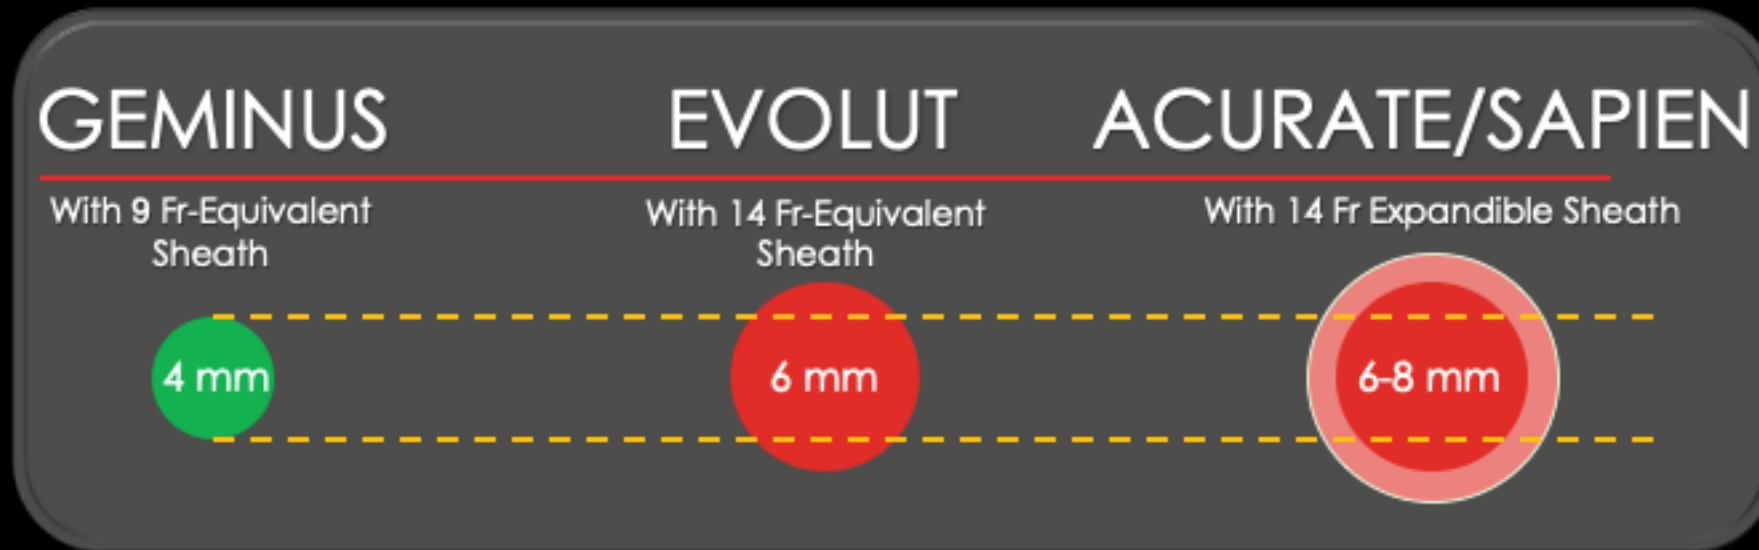 GEMINUS
EVOLUT
ACURATE/SAPIEN
With 9 Fr-Equivalent
Sheath
With 14 Fr-Equivalent
Sheath
With 14 Fr Expandible Sheath
4 mm
6 mm
6-8 mm